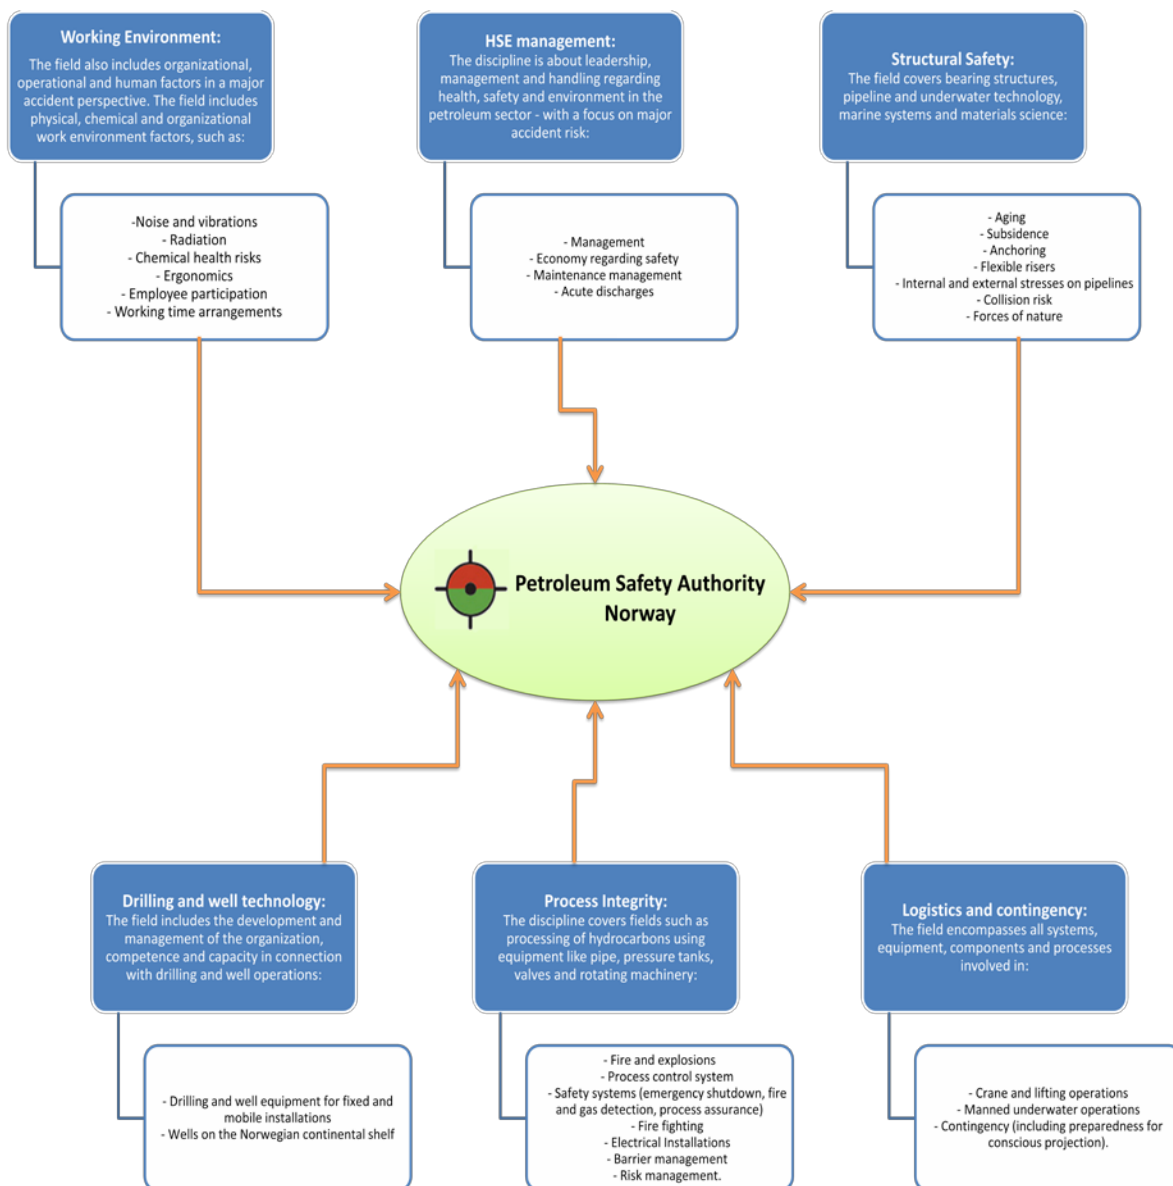 Working Environment:
The field also includes organizational,
operational and human factors in a major
accident perspective. The field includes
physical, chemical and organizational
work environment factors, such as:
-Noise and vibrations
- Radiation
- Chemical health risks
- Ergonomics
- Employee participation
- Working time arrangements
HSE management:
The discipline is about leadership,
management and handling regarding
health, safety and environment in the
petroleum sector - with a focus on major
accident risk:
- Management
- Economy regarding safety
- Maintenance management
- Acute discharges
Structural Safety:
The field covers bearing structures,
pipeline and underwater technology,
marine systems and materials science:
- Aging
- Subsidence
- Anchoring
- Flexible risers
- Internal and external stresses on pipelines
- Collision risk
- Forces of nature
Petroleum Safety Authority
Norway
Drilling and well technology:
The field includes the development and
management of the organization,
competence and capacity in connection
with drilling and well operations:
- Drilling and well equipment for fixed and
mobile installations
- Wells on the Norwegian continental shelf
Process Integrity:
The discipline covers fields such as
processing of hydrocarbons using
equipment like pipe, pressure tanks,
valves and rotating machinery:
- Fire and explosions
- Process control system
- Safety systems (emergency shutdown, fire
and gas detection, process assurance)
- Fire fighting
- Electrical Installations
- Barrier management
- Risk management.
Logistics and contingency:
The field encompasses all systems,
equipment, components and processes
involved in:
- Crane and lifting operations
- Manned underwater operations
- Contingency (including preparedness for
conscious projection).